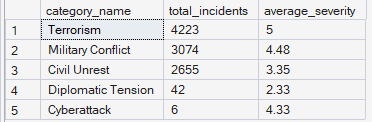 category_name total_incidents average_severity
1 Terrorism 4223 5
2 Military Conflict 3074 4.48
3 Civil Unrest 2655 3.35
4 Diplomatic Tension 42 2.33
5 Cyberattack 6 4.33